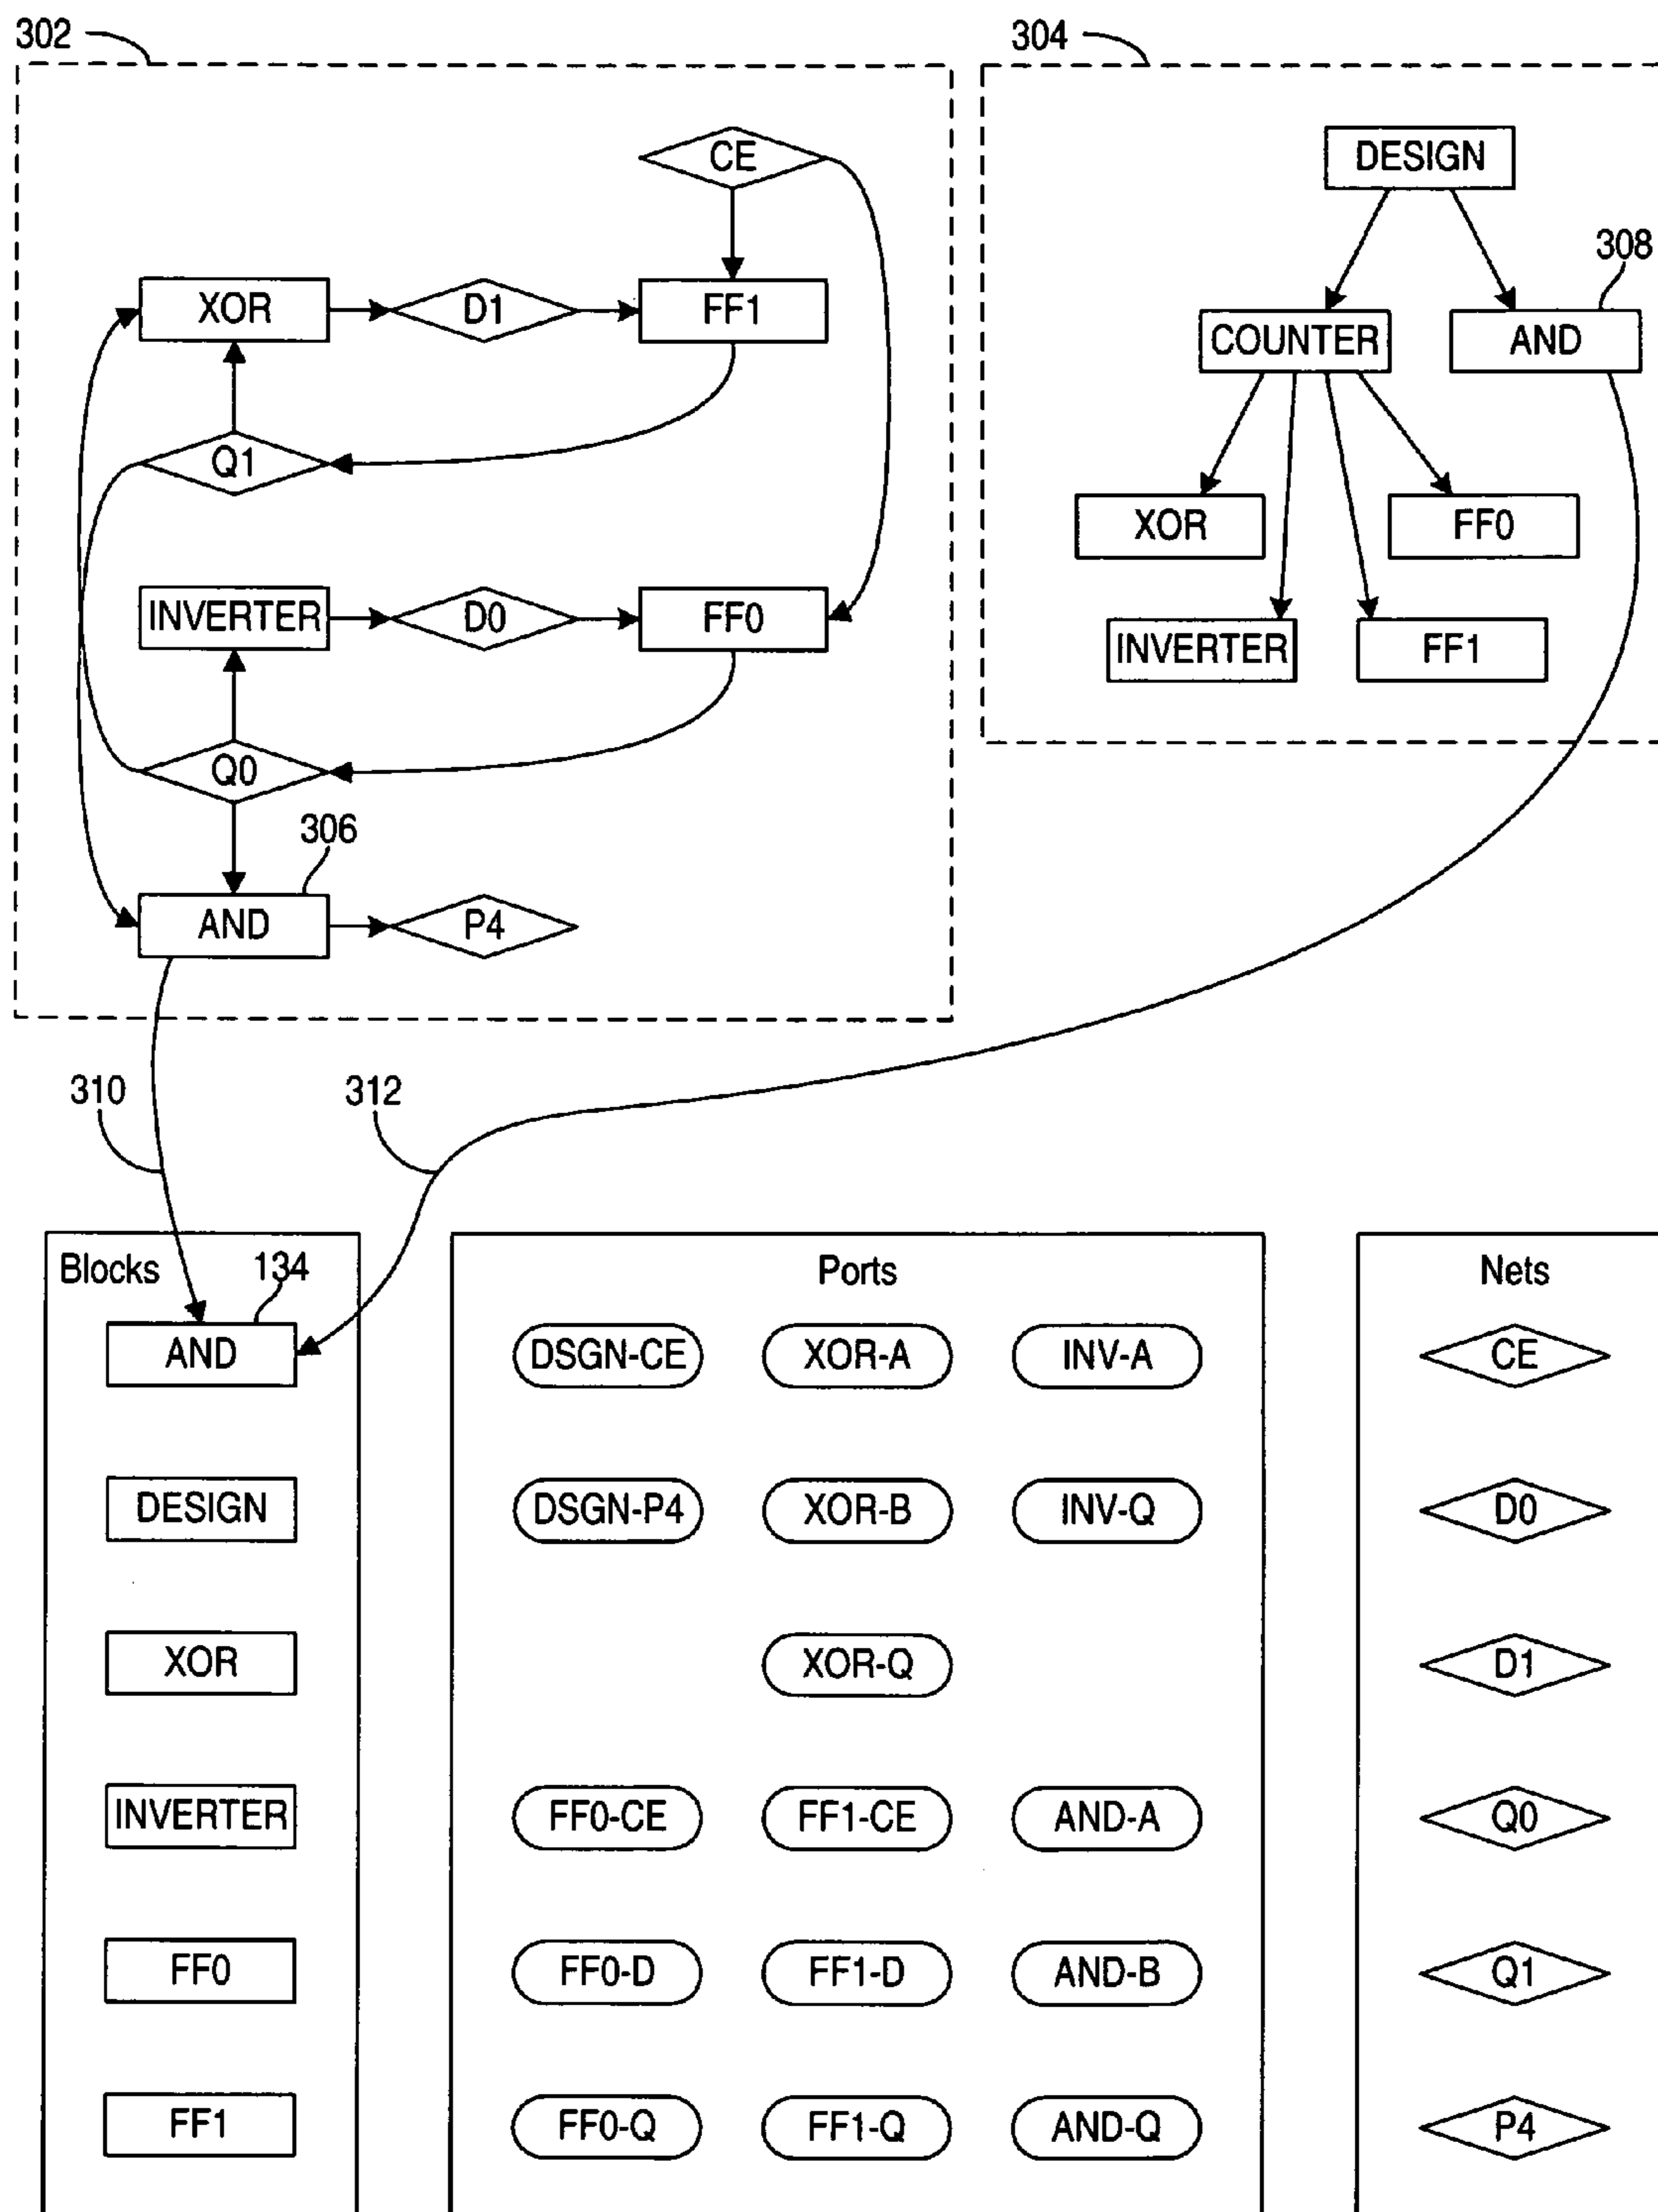 302
304
CE
DESIGN
308
XOR
D1
FF1
COUNTER
AND
Q1
XOR
FF0
INVERTER
D0
FF0
INVERTER
FF1
Q0
306
AND
P4
310
312
Blocks
134
AND
DESIGN
XOR
INVERTER
FF0
FF1
Ports
DSGN-CE
XOR-A
INV-A
DSGN-P4
XOR-B
INV-Q
XOR-Q
FF0-CE
FF1-CE
AND-A
FF0-D
FF1-D
AND-B
FF0-Q
FF1-Q
AND-Q
Nets
CE
D0
D1
Q0
Q1
P4